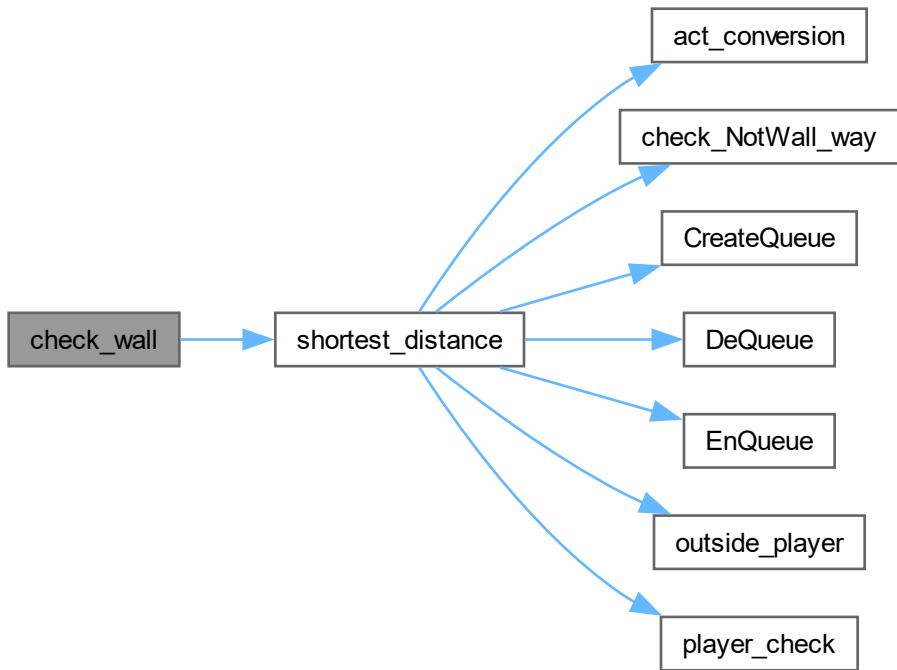 act_conversion
check_NotWall_way
CreateQueue
check_wall
shortest_distance
DeQueue
EnQueue
outside_player
player_check